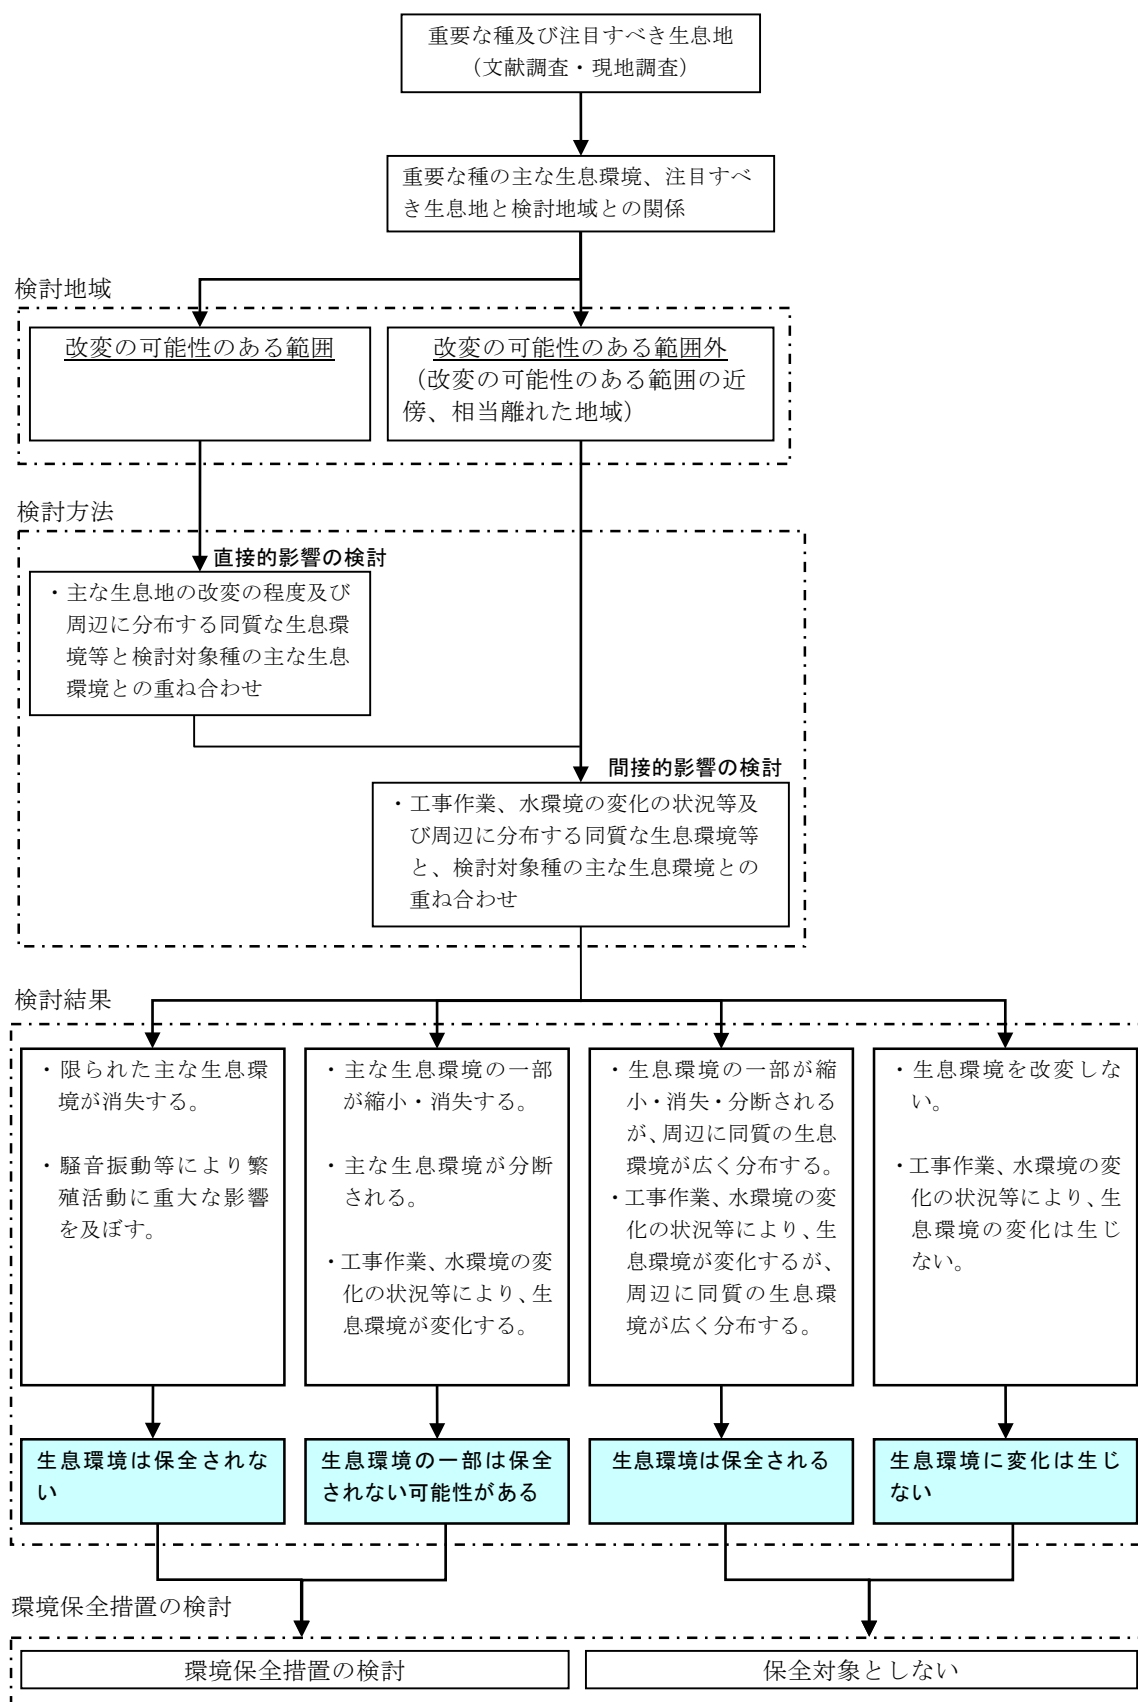 重要な種及び注目すべき生息地
（文献調査・現地調査）
重要な種の主な生息環境、注目すべ
き生息地と検討地域との関係
検討地域
改変の可能性のある範囲
改変の可能性のある範囲外
（改変の可能性のある範囲の近
傍、相当離れた地域）
検討方法
直接的影響の検討
・主な生息地の改変の程度及び
周辺に分布する同質な生息環
境等と検討対象種の主な生息
環境との重ね合わせ
間接的影響の検討
・工事作業、水環境の変化の状況等及
び周辺に分布する同質な生息環境等
と、検討対象種の主な生息環境との
重ね合わせ
検討結果
・限られた主な生息環
境が消失する。
・騒音振動等により繁
殖活動に重大な影響
を及ぼす。
・主な生息環境の一部
が縮小・消失する。
・主な生息環境が分断
される。
・工事作業、水環境の変
化の状況等により、生
息環境が変化する。
・生息環境の一部が縮
小・消失・分断される
が、周辺に同質の生息
環境が広く分布する。
・工事作業、水環境の変
化の状況等により、生
息環境が変化するが、
周辺に同質の生息環
境が広く分布する。
・生息環境を改変しな
い。
・工事作業、水環境の変
化の状況等により、生
息環境の変化は生じ
ない。
生息環境は保全されな
い
生息環境の一部は保全
されない可能性がある
生息環境は保全される
生息環境に変化は生じ
ない
環境保全措置の検討
環境保全措置の検討
保全対象としない